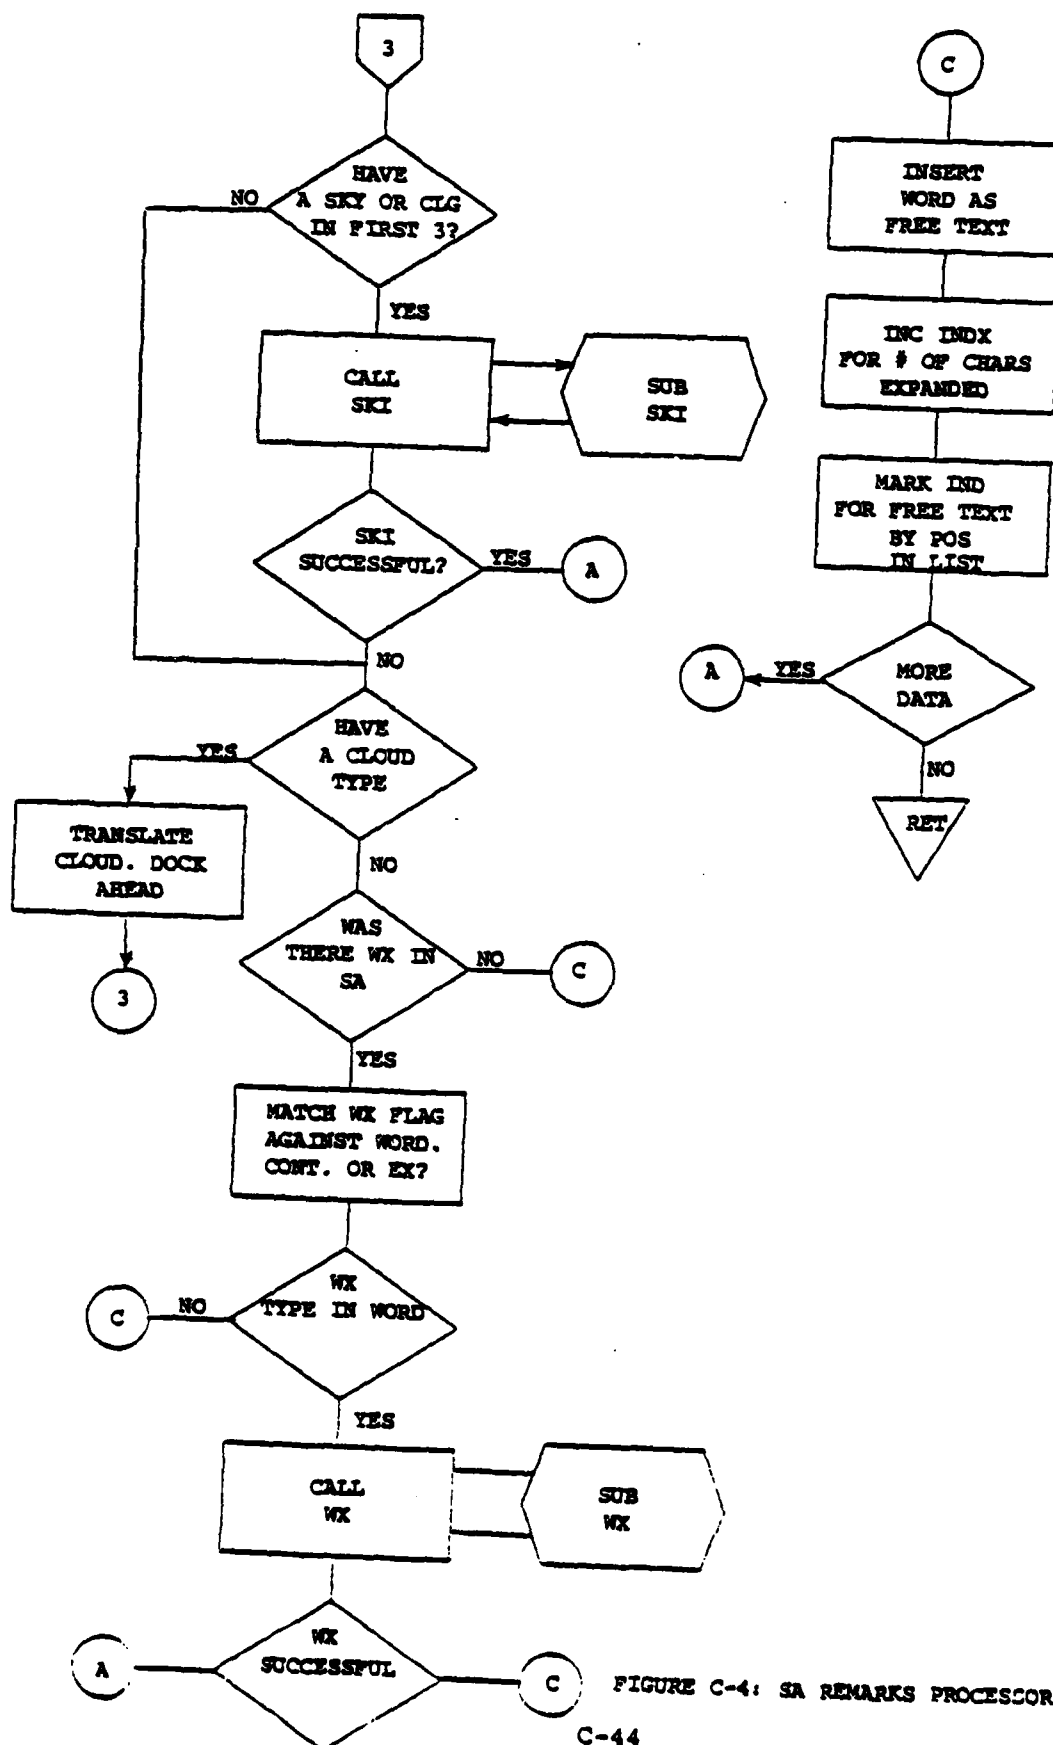 3
HAVE
A SKY OR CLG
IN FIRST 3?
NO
YES
CALL
SKI
SUB
SKI
SKI
SUCCESSFUL?
YES
A
NO
HAVE
A CLOUD
TYPE
YES
TRANSLATE
CLOUD. DOCK
AHEAD
3
NO
WAS
THERE WX IN
SA
NO
C
YES
MATCH WX FLAG
AGAINST WORD.
CONT. OR EX?
WX
TYPE IN WORD
NO
C
YES
CALL
WX
SUB
WX
WX
SUCCESSFUL
A
C
C
INSERT
WORD AS
FREE TEXT
INC INDX
FOR # OF CHARS
EXPANDED
MARK IND
FOR FREE TEXT
BY POS
IN LIST
MORE
DATA
YES
A
NO
RET
FIGURE C-4: SA REMARKS PROCESSOR
C-44